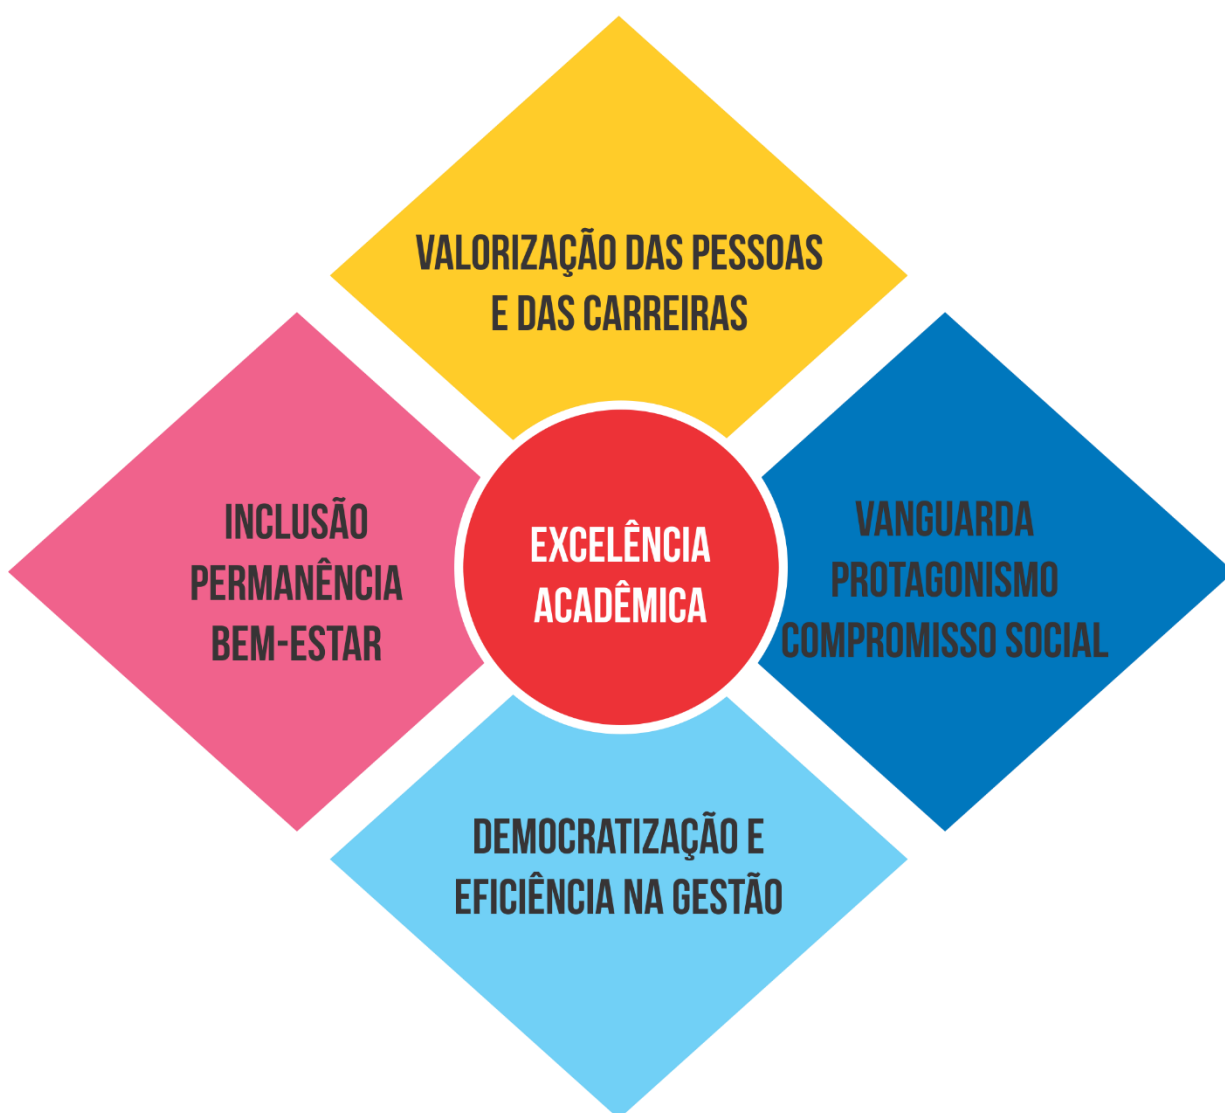 VALORIZAÇÃO DAS PESSOAS
E DAS CARREIRAS
INCLUSÃO
PERMANÊNCIA
BEM-ESTAR
EXCELÊNCIA
ACADÊMICA
VANGUARDA
PROTAGONISMO
COMPROMISSO SOCIAL
DEMOCRATIZAÇÃO E
EFICIÊNCIA NA GESTÃO